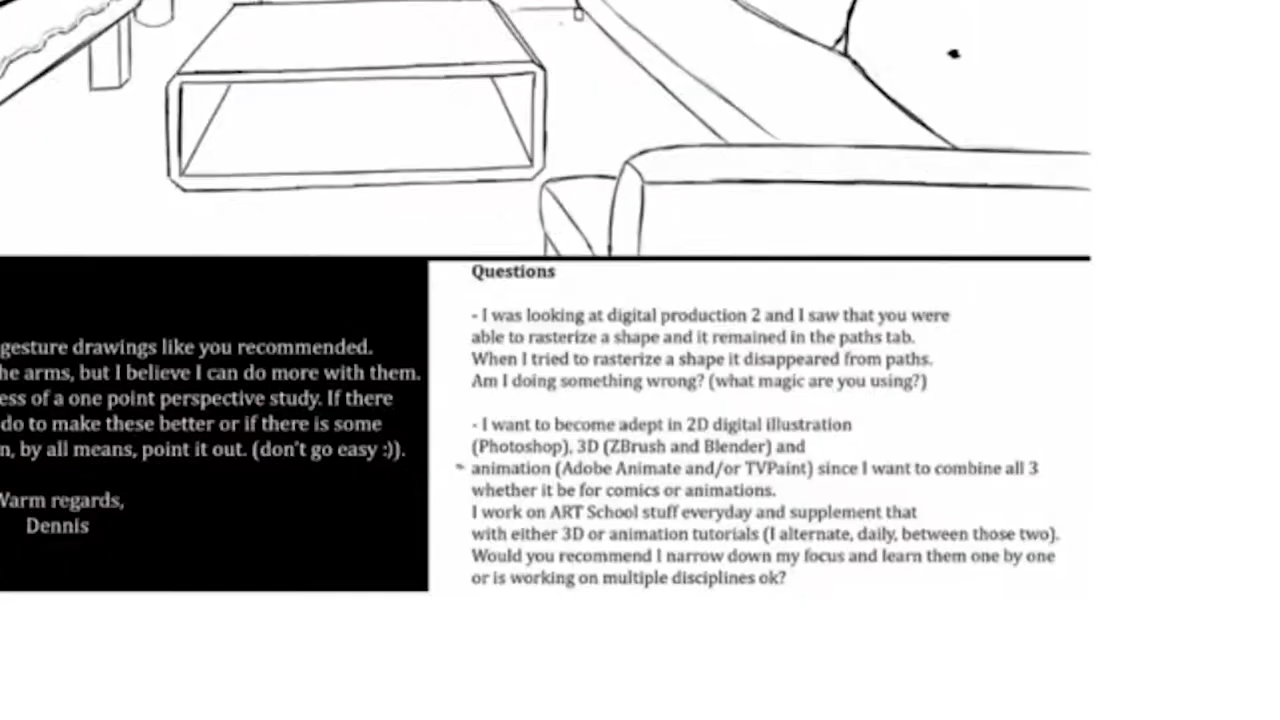 gesture drawings like you recommended.
he arms, but I believe I can do more with them.
ess of a one point perspective study. If there
do to make these better or if there is some
n, by all means, point it out. (don't go easy :)).
Warm regards,
Dennis
Questions
- I was looking at digital production 2 and I saw that you were
able to rasterize a shape and it remained in the paths tab.
When I tried to rasterize a shape it disappeared from paths.
Am I doing something wrong? (what magic are you using?)
- I want to become adept in 2D digital illustration
(Photoshop), 3D (ZBrush and Blender) and
animation (Adobe Animate and/or TVPaint) since I want to combine all 3
whether it be for comics or animations.
I work on ART School stuff everyday and supplement that
with either 3D or animation tutorials (I alternate, daily, between those two).
Would you recommend I narrow down my focus and learn them one by one
or is working on multiple disciplines ok?